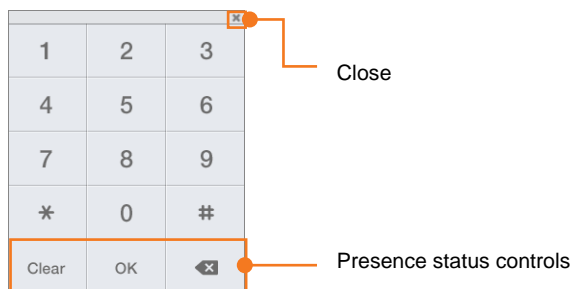 1 2 3
Close
4 5 6
7 8 9
* 0 #
Clear OK
Presence status controls